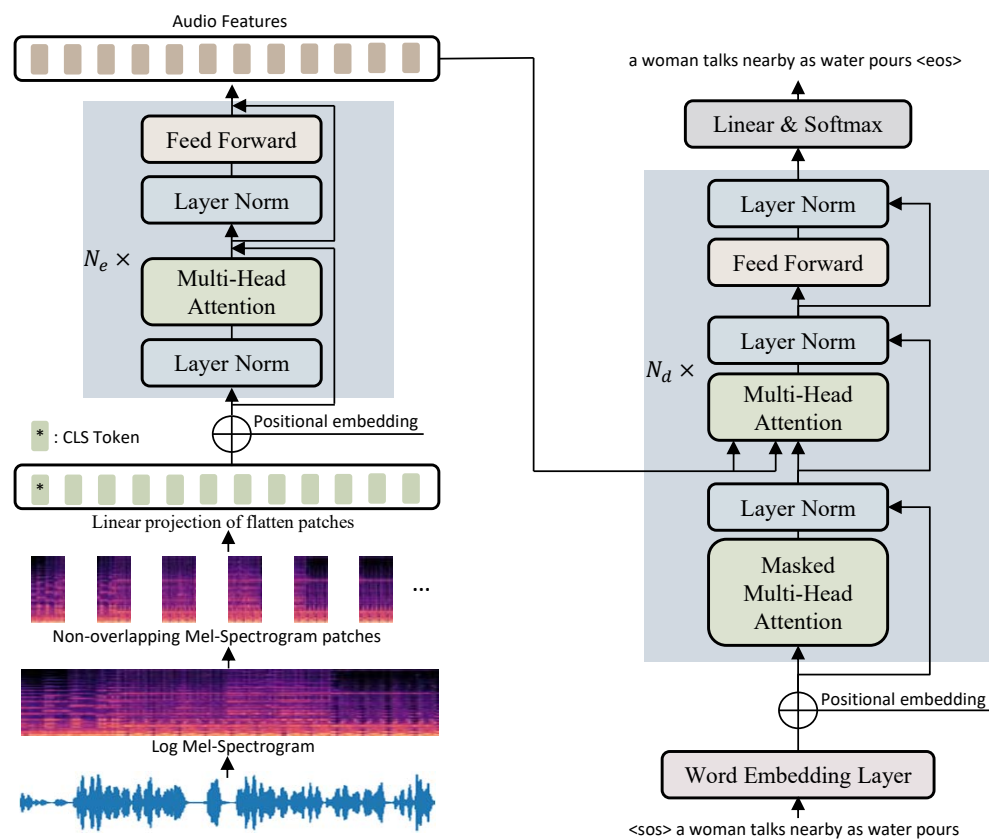 Audio Features
Feed Forward
Layer Norm
N_e ×
Multi-Head
Attention
Layer Norm
Positional embedding
* : CLS Token
*
Linear projection of flatten patches
...
Non-overlapping Mel-Spectrogram patches
Log Mel-Spectrogram
a woman talks nearby as water pours <eos>
Linear & Softmax
Layer Norm
Feed Forward
Layer Norm
N_d ×
Multi-Head
Attention
Layer Norm
Masked
Multi-Head
Attention
Positional embedding
Word Embedding Layer
<sos> a woman talks nearby as water pours